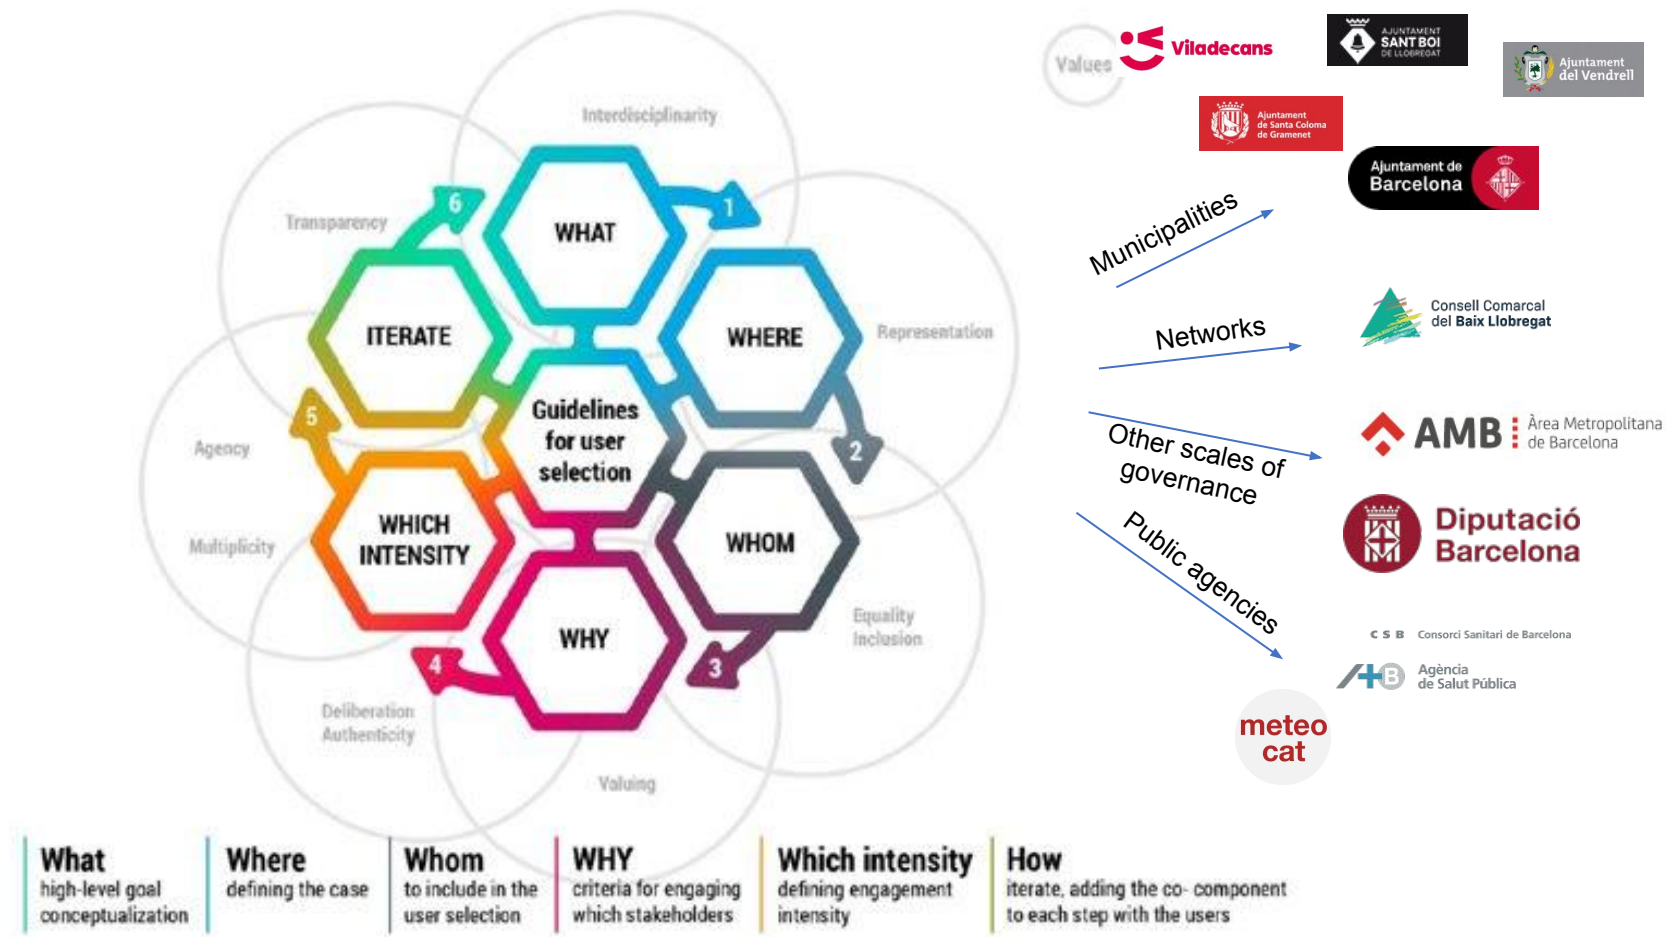 Interdisciplinarity
Transparency
Representation
Agency
Multiplicity
Equality
Inclusion
Deliberation
Authenticity
Valuing
WHAT
1
WHERE
2
WHOM
3
WHY
4
WHICH
INTENSITY
5
ITERATE
6
Guidelines
for user
selection
Values
Viladecans
AJUNTAMENT
SANT BOI
DE LLOBREGAT
Ajuntament
del Vendrell
Ajuntament
de Santa Coloma
de Gramenet
Ajuntament de
Barcelona
Municipalities
Networks
Consell Comarcal
del Baix Llobregat
Other scales of
governance
AMB
Àrea Metropolitana
de Barcelona
Diputació
Barcelona
Public agencies
CSB Consorci Sanitari de Barcelona
B
Agència
de Salut Pública
meteo
cat
What
high-level goal
conceptualization
Where
defining the case
Whom
to include in the
user selection
WHY
criteria for engaging
which stakeholders
Which intensity
defining engagement
intensity
How
iterate, adding the co- component
to each step with the users